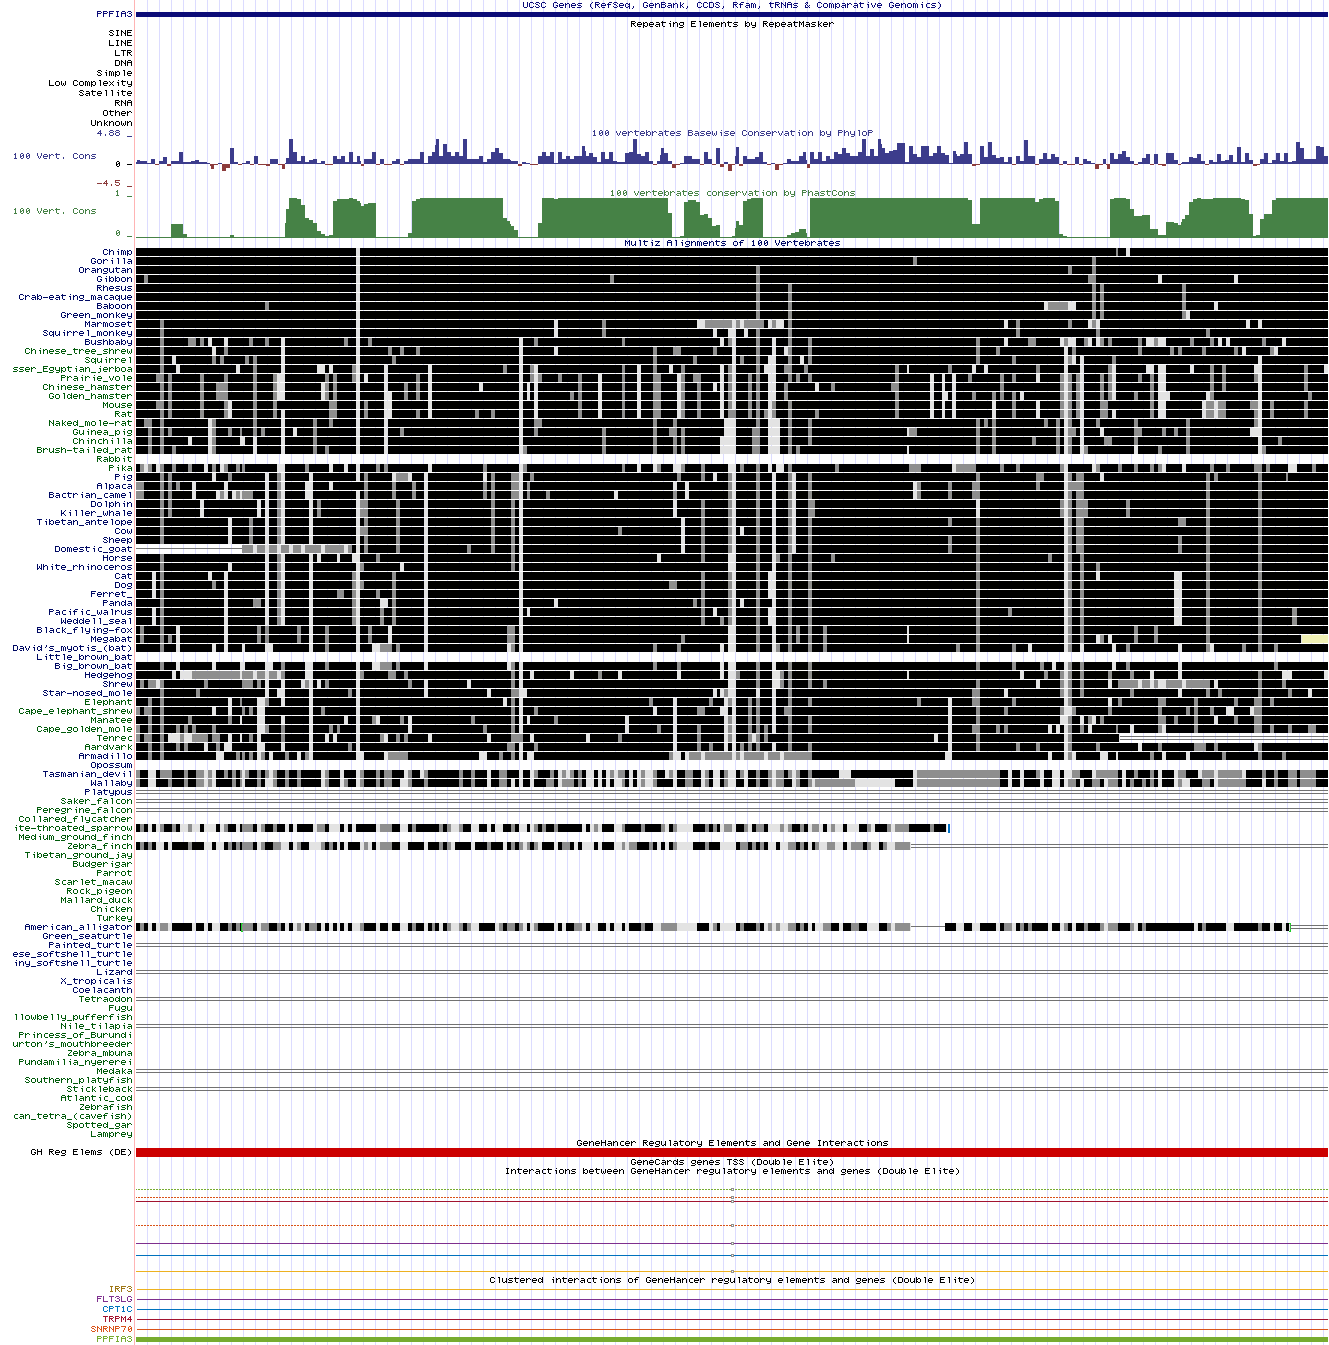 UCSC Genes (RefSeq, GenBank, CCDS, Rfam, tRNAs & Comparative Genomics)
PPFIA3
Repeating Elements by RepeatMasker
SINE
LINE
LTR
DNA
Simple
Low Complexity
Satellite
RNA
Other
Unknown
4.88 _
100 vertebrates Basewise Conservation by PhyloP
100 Vert. Cons
0 _
-4.5 _
1 _
100 vertebrates conservation by PhastCons
100 Vert. Cons
0 _
Multiz Alignments of 100 Vertebrates
Chimp
Gorilla
Orangutan
Gibbon
Rhesus
Crab-eating_macaque
Baboon
Green_monkey
Marmoset
Squirrel_monkey
Bushbaby
Chinese_tree_shrew
Squirrel
sser_Egyptian_jerboa
Prairie_vole
Chinese_hamster
Golden_hamster
Mouse
Rat
Naked_mole-rat
Guinea_pig
Chinchilla
Brush-tailed_rat
Rabbit
Pika
Pig
Alpaca
Bactrian_camel
Dolphin
Killer_whale
Tibetan_antelope
Cow
Sheep
Domestic_goat
Horse
White_rhinoceros
Cat
Dog
Ferret_
Panda
Pacific_walrus
Weddell_seal
Black_flying-fox
Megabat
David's_myotis_(bat)
Little_brown_bat
Big_brown_bat
Hedgehog
Shrew
Star-nosed_mole
Elephant
Cape_elephant_shrew
Manatee
Cape_golden_mole
Tenrec
Aardvark
Armadillo
Opossum
Tasmanian_devil
Wallaby
Platypus
Saker_falcon
Peregrine_falcon
Collared_flycatcher
ite-throated_sparrow
Medium_ground_finch
Zebra_finch
Tibetan_ground_jay
Budgerigar
Parrot
Scarlet_macaw
Rock_pigeon
Mallard_duck
Chicken
Turkey
American_alligator
Green_seaturtle
Painted_turtle
ese_softshell_turtle
iny_softshell_turtle
Lizard
X_tropicalis
Coelacanth
Tetraodon
Fugu
llowbelly_pufferfish
Nile_tilapia
Princess_of_Burundi
urton's_mouthbreeder
Zebra_mbuna
Pundamilia_nyererei
Medaka
Southern_platyfish
Stickleback
Atlantic_cod
Zebrafish
can_tetra_(cavefish)
Spotted_gar
Lamprey
GeneHancer Regulatory Elements and Gene Interactions
GH Reg Elems (DE)
GeneCards genes TSS (Double Elite)
Interactions between GeneHancer regulatory elements and genes (Double Elite)
Clustered interactions of GeneHancer regulatory elements and genes (Double Elite)
IRF3
FLT3LG
CPT1C
TRPM4
SNRNP70
PPFIA3